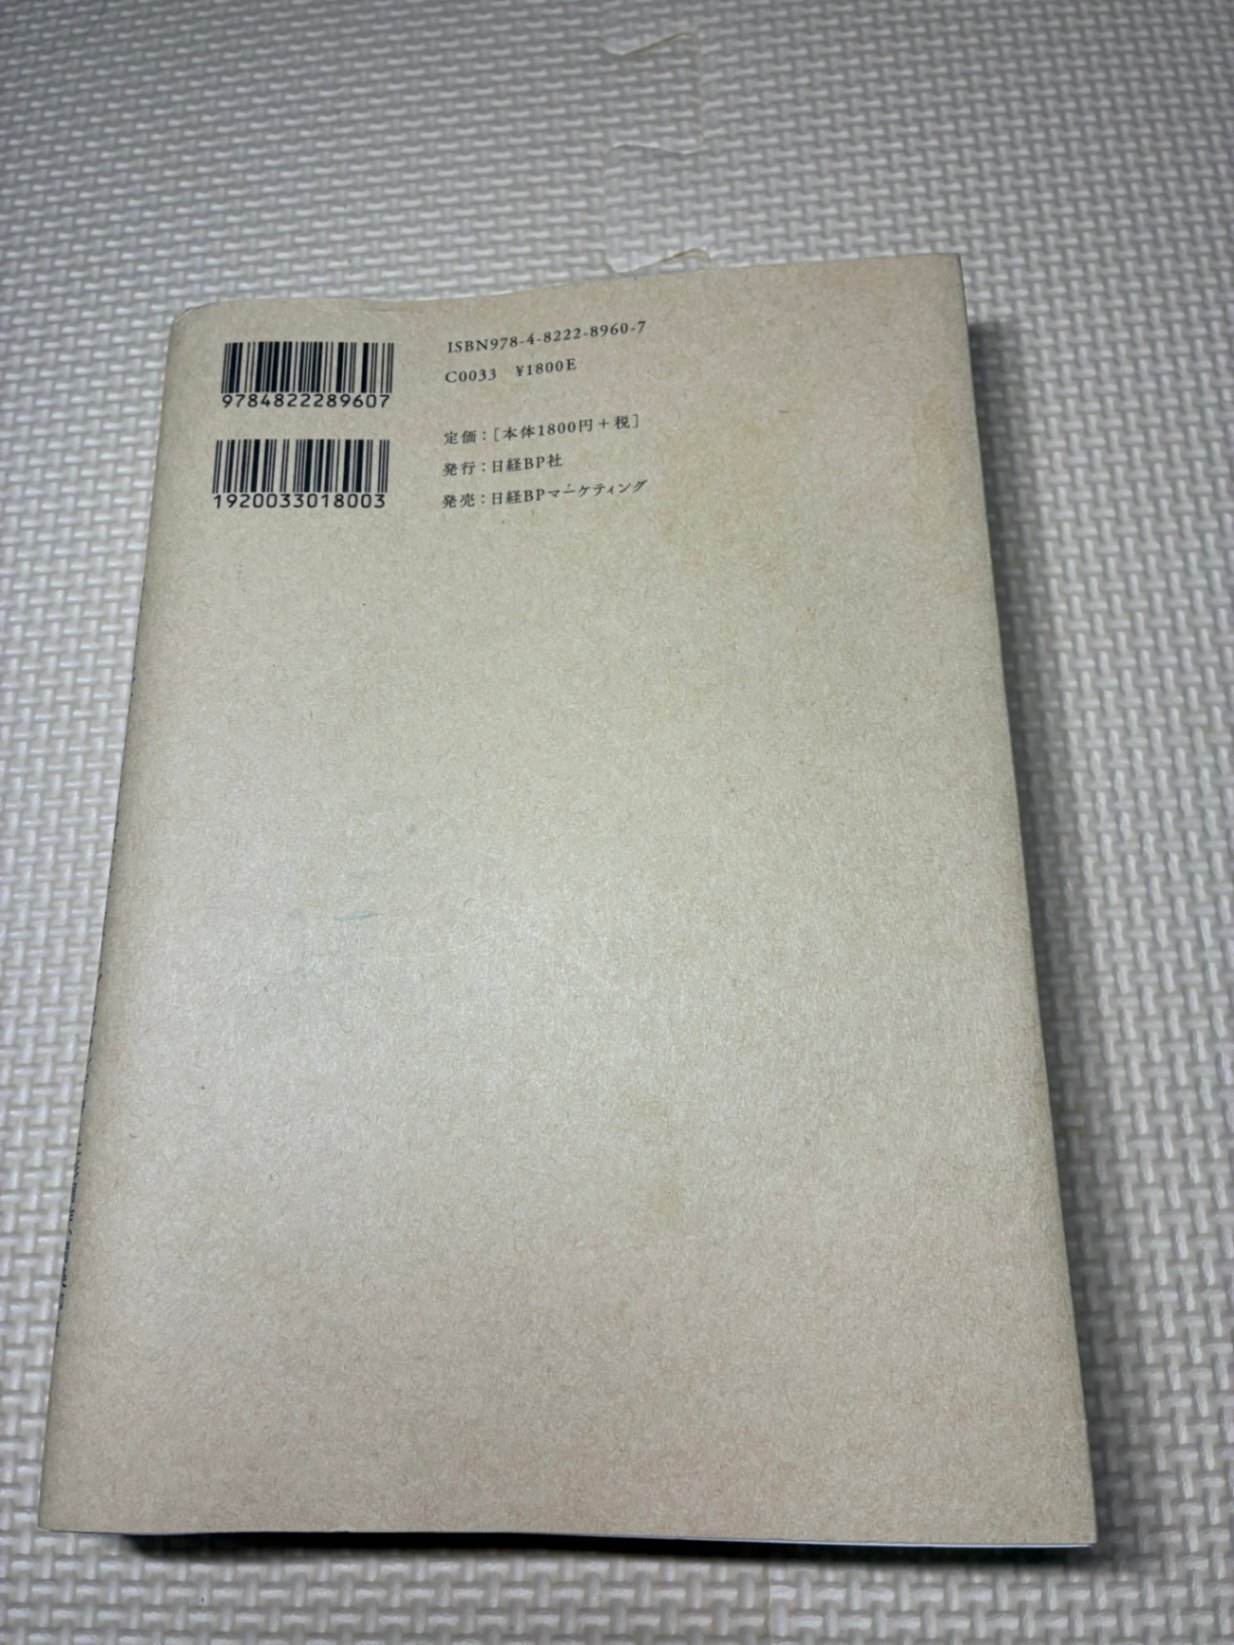 9784822289607
1920033018003
ISBN978-4-8222-8960-7
C0033 ¥1800E
定価：[本体1800円＋税]
発行：日経BP社
発売：日経BPマーケティング